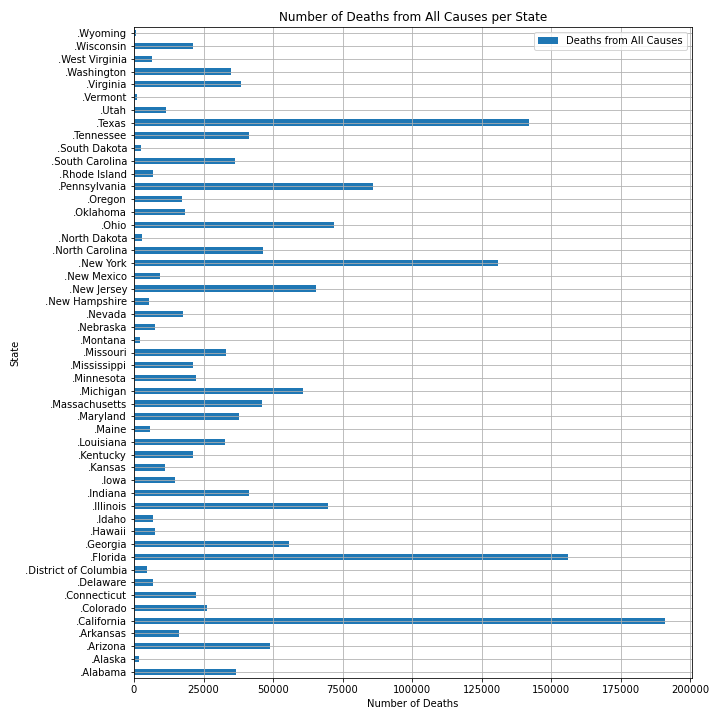 Number of Deaths from All Causes per State
Deaths from All Causes
.Wyoming
.Wisconsin
.West Virginia
.Washington
.Virginia
.Vermont
.Utah
.Texas
.Tennessee
.South Dakota
.South Carolina
.Rhode Island
.Pennsylvania
.Oregon
.Oklahoma
.Ohio
.North Dakota
.North Carolina
.New York
.New Mexico
.New Jersey
.New Hampshire
.Nevada
.Nebraska
.Montana
.Missouri
.Mississippi
.Minnesota
.Michigan
.Massachusetts
.Maryland
.Maine
.Louisiana
.Kentucky
.Kansas
.Iowa
.Indiana
.Illinois
.Idaho
.Hawaii
.Georgia
.Florida
.District of Columbia
.Delaware
.Connecticut
.Colorado
.California
.Arkansas
.Arizona
.Alaska
.Alabama
State
0 25000 50000 75000 100000 125000 150000 175000 200000
Number of Deaths